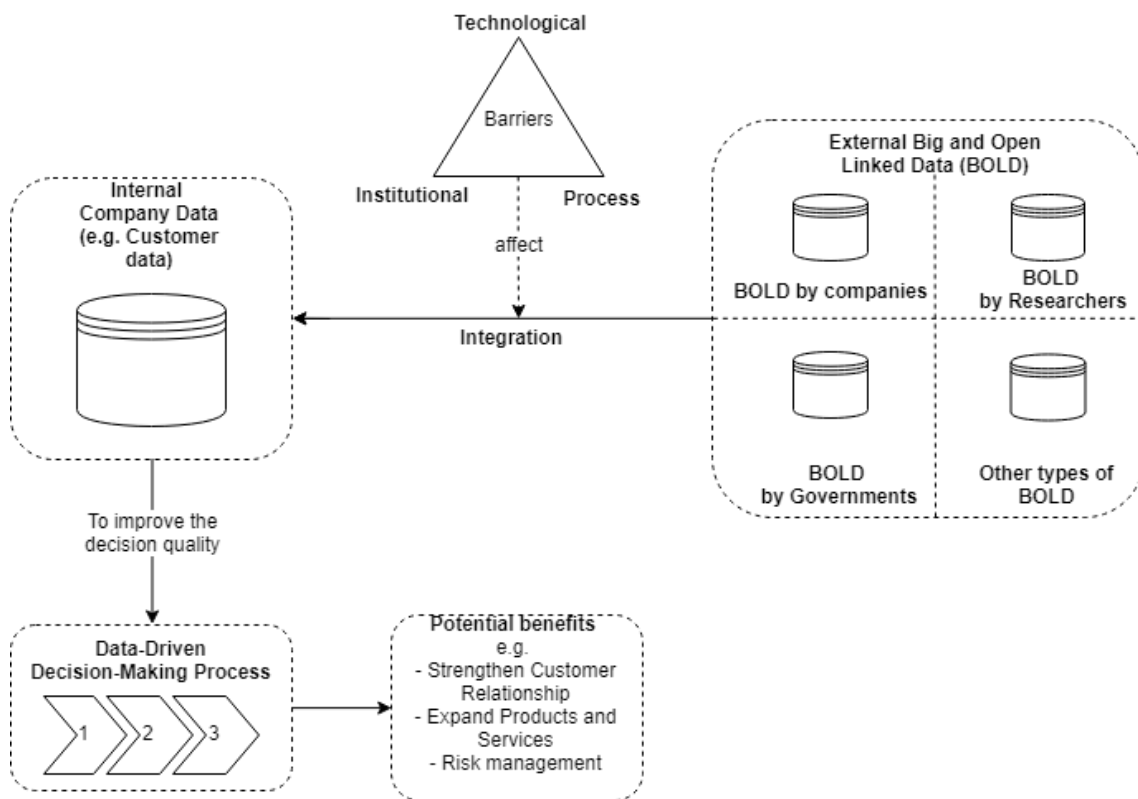 Technological
Barriers
Institutional
Process
affect
Integration
Internal
Company Data
(e.g. Customer
data)
External Big and Open
Linked Data (BOLD)
BOLD by companies
BOLD
by Researchers
BOLD
by Governments
Other types of
BOLD
To improve the
decision quality
Data-Driven
Decision-Making Process
1
2
3
Potential benefits
e.g.
- Strengthen Customer
Relationship
- Expand Products and
Services
- Risk management